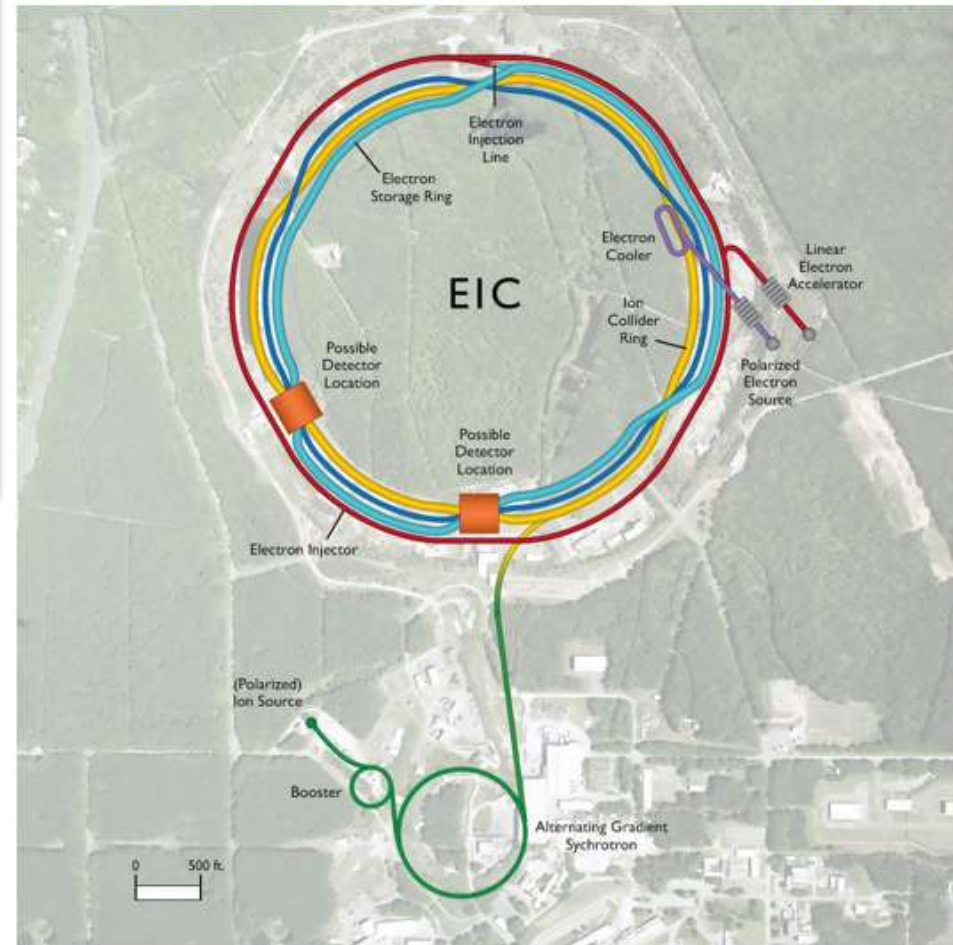 Electron
Injection
Line
Electron
Storage Ring
Electron
Cooler
Linear
Electron
Accelerator
EIC
Ion
Collider
Ring
Possible
Detector
Location
Polarized
Electron
Source
Possible
Detector
Location
Electron Injector
(Polarized)
Ion Source
Booster
Alternating Gradient
Sychrotron
0 500 ft.